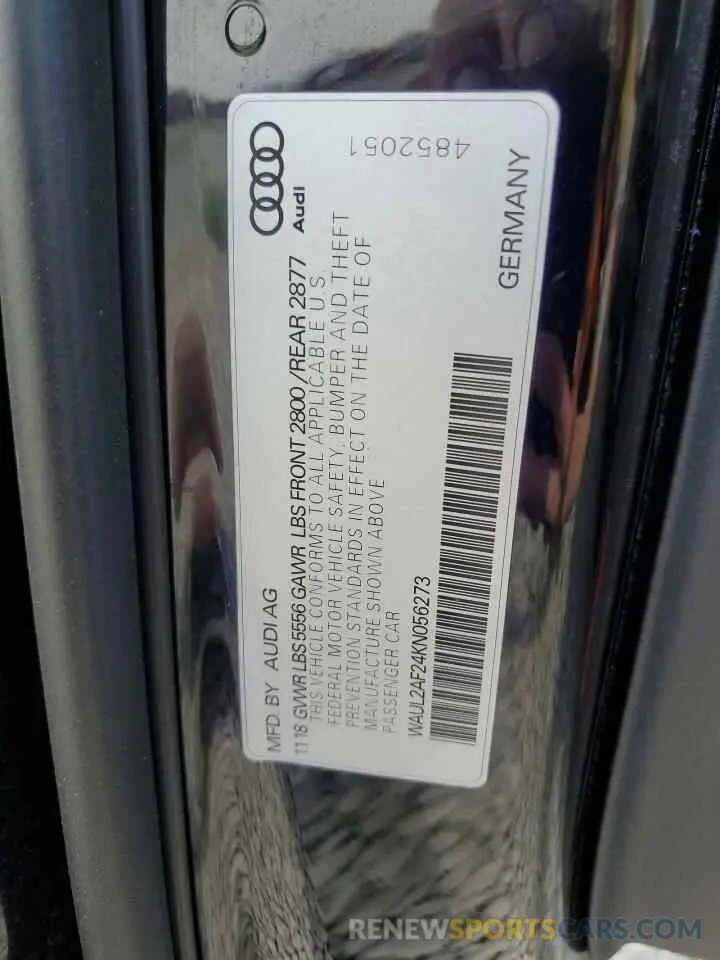 MFD. BY AUDI AG
11 18 GVWR LBS 5556 GAWR LBS FRONT 2800 /REAR 2877
THIS VEHICLE CONFORMS TO ALL APPLICABLE U.S.
FEDERAL MOTOR VEHICLE SAFETY, BUMPER AND THEFT
PREVENTION STANDARDS IN EFFECT ON THE DATE OF
MANUFACTURE SHOWN ABOVE
PASSENGER CAR
WAUL2AF24KN056273
Audi
4852051
GERMANY
RENEWSPORTSCARS.COM